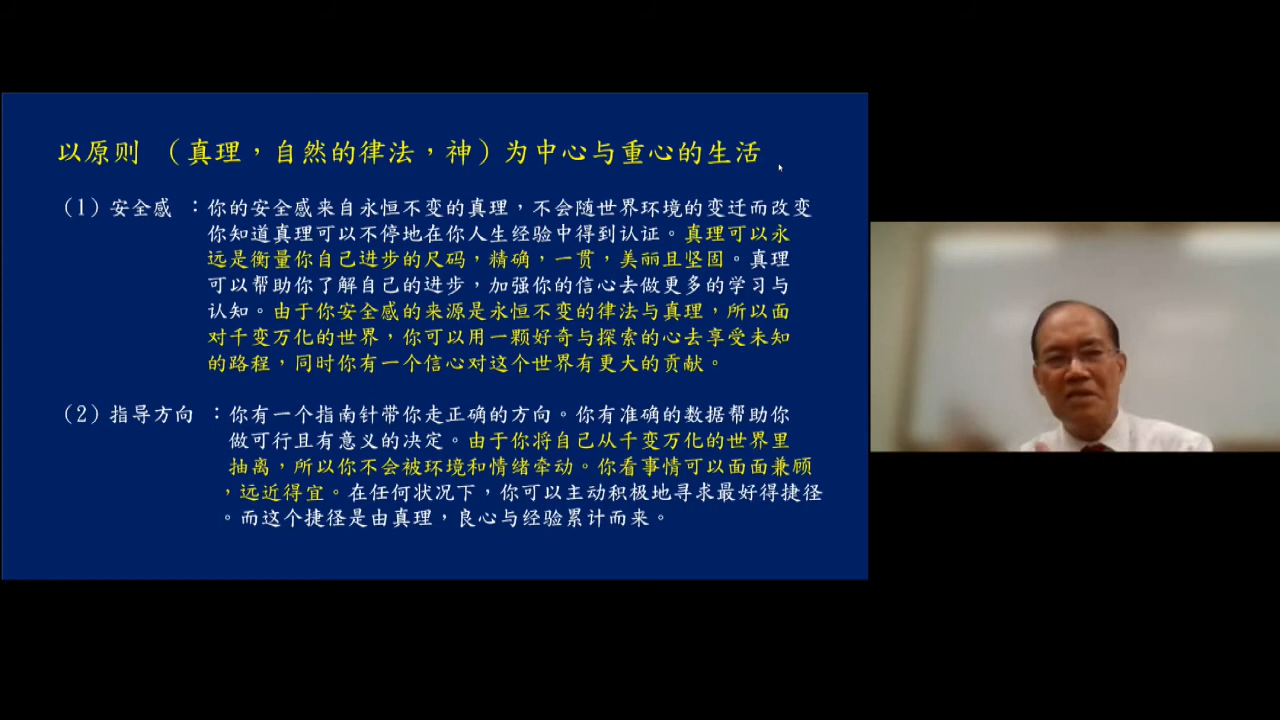 以原则 （真理，自然的律法，神）为中心与重心的生活
（1）安全感 ：你的安全感来自永恒不变的真理，不会随世界环境的变迁而改变
你知道真理可以不停地在你人生经验中得到认证。真理可以永
远是衡量你自己进步的尺码，精确，一贯，美丽且坚固。真理
可以帮助你了解自己的进步，加强你的信心去做更多的学习与
认知。由于你安全感的来源是永恒不变的律法与真理，所以面
对千变万化的世界，你可以用一颗好奇与探索的心去享受未知
的路程，同时你有一个信心对这个世界有更大的贡献。
（2）指导方向 ：你有一个指南针带你走正确的方向。你有准确的数据帮助你
做可行且有意义的决定。由于你将自己从千变万化的世界里
抽离，所以你不会被环境和情绪牵动。你看事情可以面面兼顾
，远近得宜。在任何状况下，你可以主动积极地寻求最好得捷径
。而这个捷径是由真理，良心与经验累计而来。